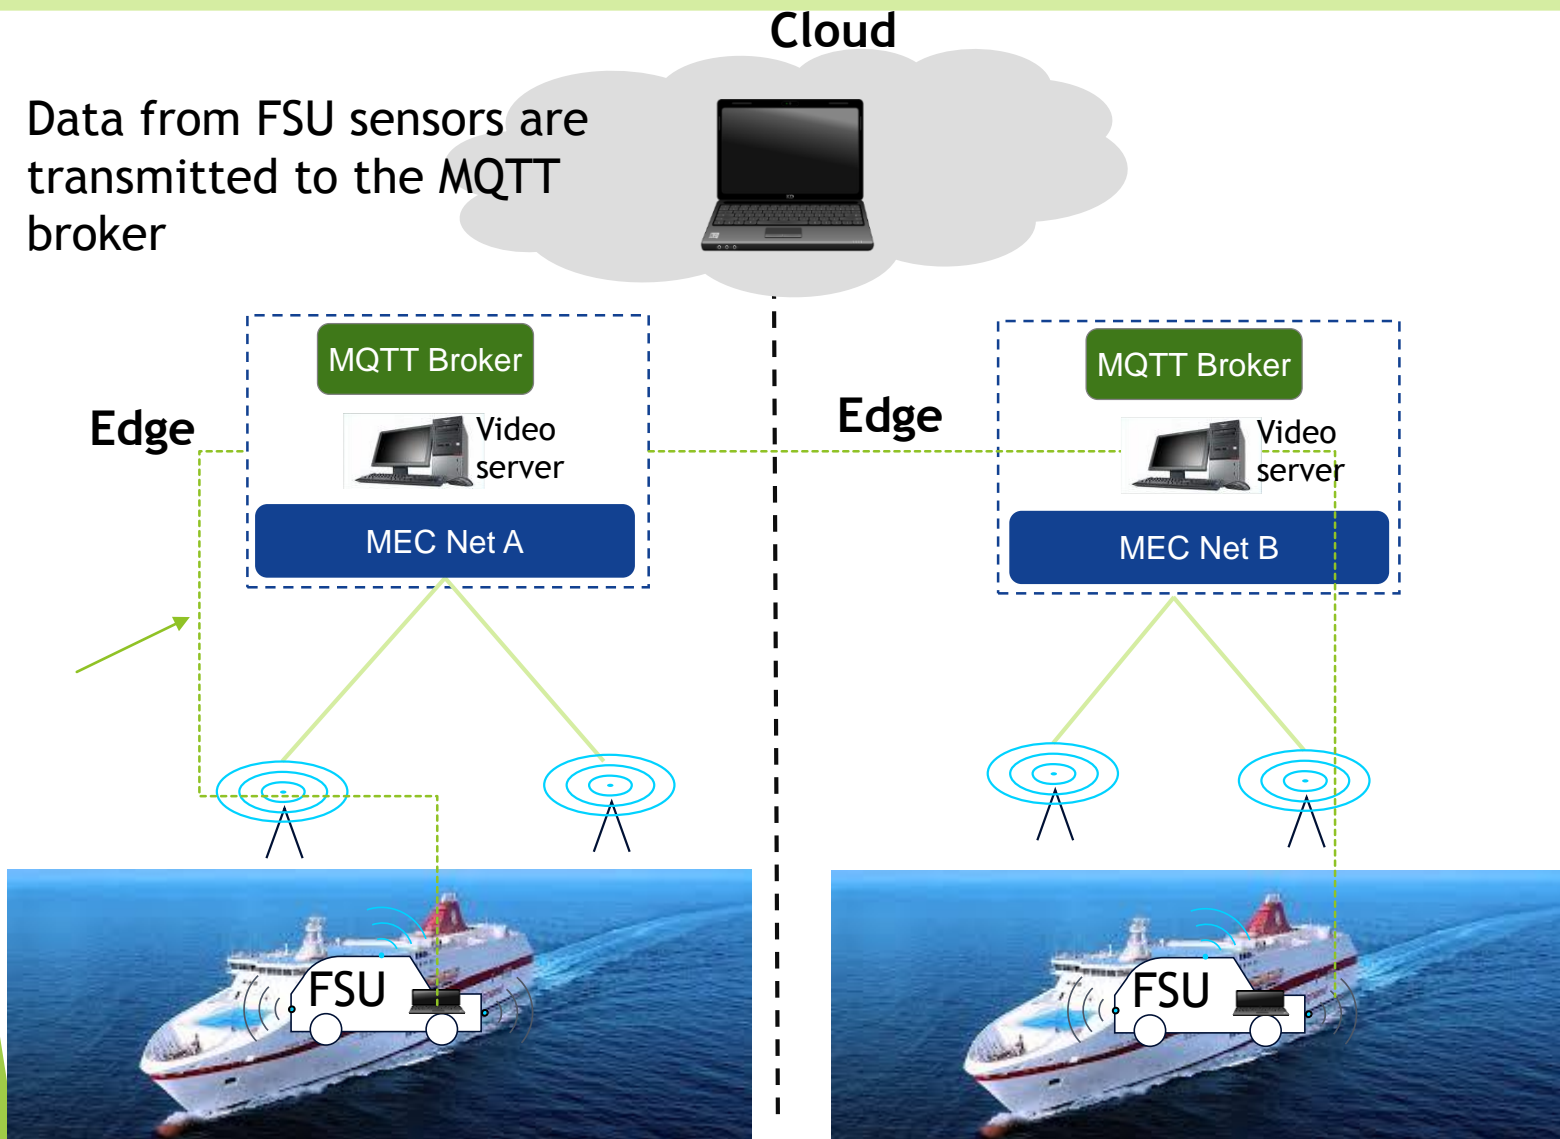 Cloud
Data from FSU sensors are
transmitted to the MQTT
broker
MQTT Broker
Edge
Video
server
MEC Net A
MQTT Broker
Edge
Video
server
MEC Net B
FSU
FSU